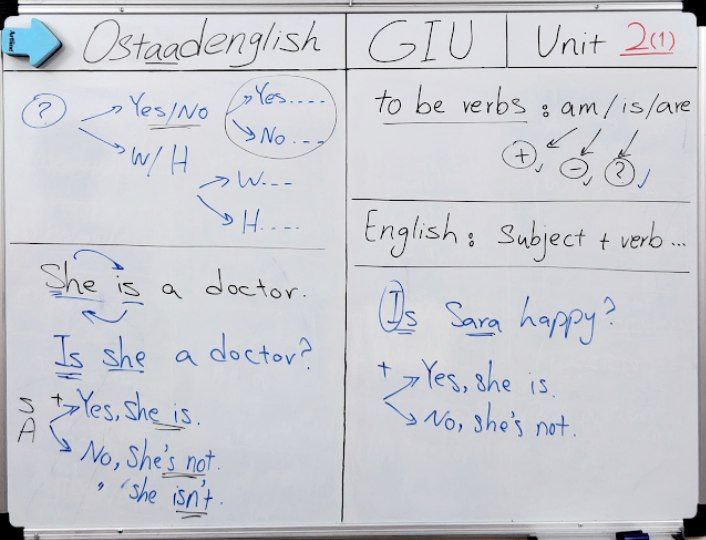 Ostaadenglish
GIU
Unit 2(1)
? Yes/No
Yes....
No ...
W/H
W...
H....
She is a doctor.
Is she a doctor?
S A
+ Yes, she is.
No, she's not.
" " she isn't.
to be verbs : am/is/are
+ - ?
English : Subject + verb ...
Is Sara happy?
+ Yes, she is.
No, she's not.